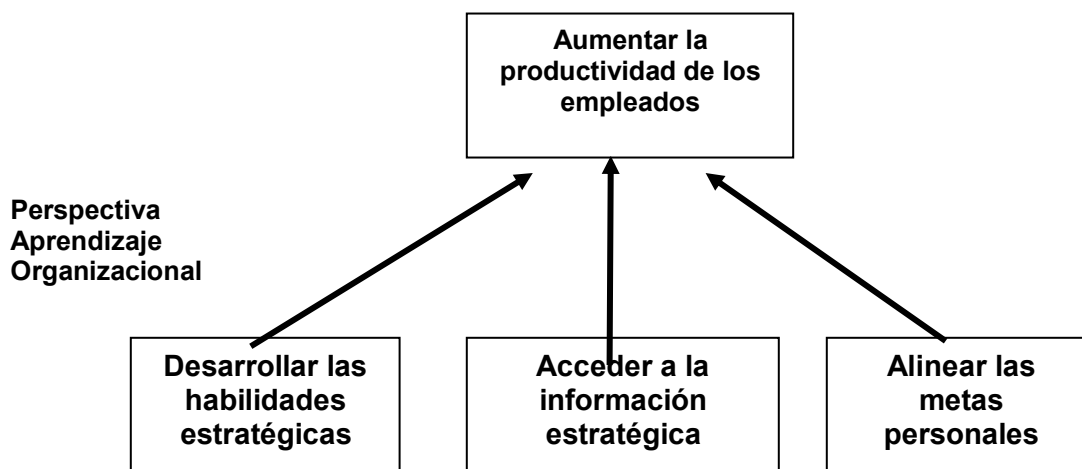 Aumentar la
productividad de los
empleados
Perspectiva
Aprendizaje
Organizacional
Desarrollar las
habilidades
estratégicas
Acceder a la
información
estratégica
Alinear las
metas
personales